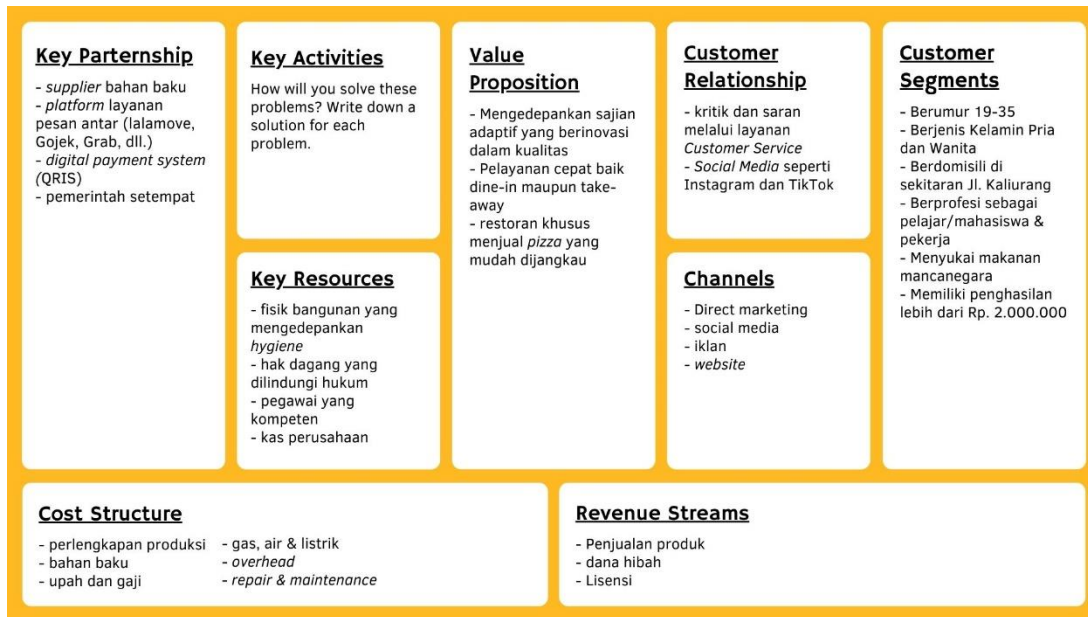 Key Parternship
- supplier bahan baku
- platform layanan
pesan antar (lalamove,
Gojek, Grab, dll.)
- digital payment system
(QRIS)
- pemerintah setempat
Key Activities
How will you solve these
problems? Write down a
solution for each
problem.
Key Resources
- fisik bangunan yang
mengedepankan
hygiene
- hak dagang yang
dilindungi hukum
- pegawai yang
kompeten
- kas perusahaan
Value
Proposition
- Mengedepankan sajian
adaptif yang berinovasi
dalam kualitas
- Pelayanan cepat baik
dine-in maupun take-
away
- restoran khusus
menjual pizza yang
mudah dijangkau
Customer
Relationship
- kritik dan saran
melalui layanan
Customer Service
- Social Media seperti
Instagram dan TikTok
Channels
- Direct marketing
- social media
- iklan
- website
Customer
Segments
- Berumur 19-35
- Berjenis Kelamin Pria
dan Wanita
- Berdomisili di
sekitaran Jl. Kaliurang
- Berprofesi sebagai
pelajar/mahasiswa &
pekerja
- Menyukai makanan
mancanegara
- Memiliki penghasilan
lebih dari Rp. 2.000.000
Cost Structure
- perlengkapan produksi
- bahan baku
- upah dan gaji
- gas, air & listrik
- overhead
- repair & maintenance
Revenue Streams
- Penjualan produk
- dana hibah
- Lisensi